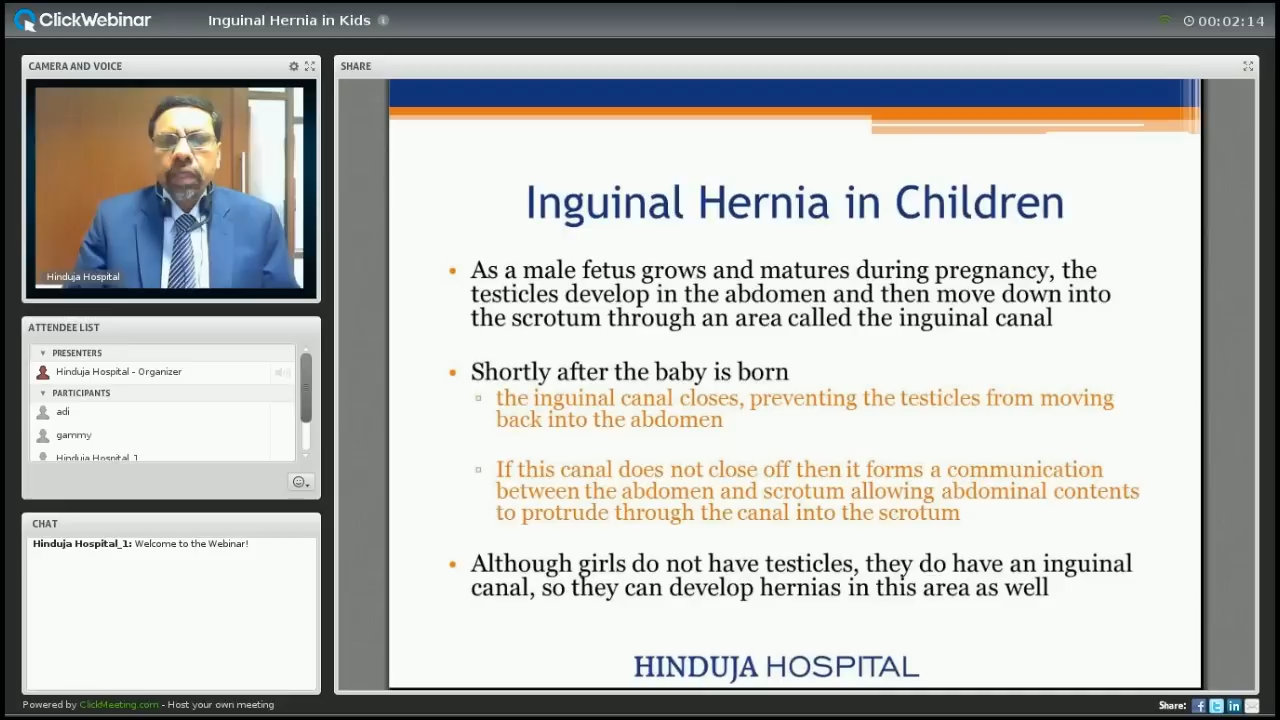 ClickWebinar
Inguinal Hernia in Kids
00:02:14
CAMERA AND VOICE
Hinduja Hospital
ATTENDEE LIST
PRESENTERS
Hinduja Hospital - Organizer
PARTICIPANTS
adi
gammy
Hinduja Hospital_1
CHAT
Hinduja Hospital_1: Welcome to the Webinar!
SHARE
Inguinal Hernia in Children
• As a male fetus grows and matures during pregnancy, the
testicles develop in the abdomen and then move down into
the scrotum through an area called the inguinal canal
• Shortly after the baby is born
▫ the inguinal canal closes, preventing the testicles from moving
back into the abdomen
▫ If this canal does not close off then it forms a communication
between the abdomen and scrotum allowing abdominal contents
to protrude through the canal into the scrotum
• Although girls do not have testicles, they do have an inguinal
canal, so they can develop hernias in this area as well
HINDUJA HOSPITAL
Powered by ClickMeeting.com - Host your own meeting
Share: